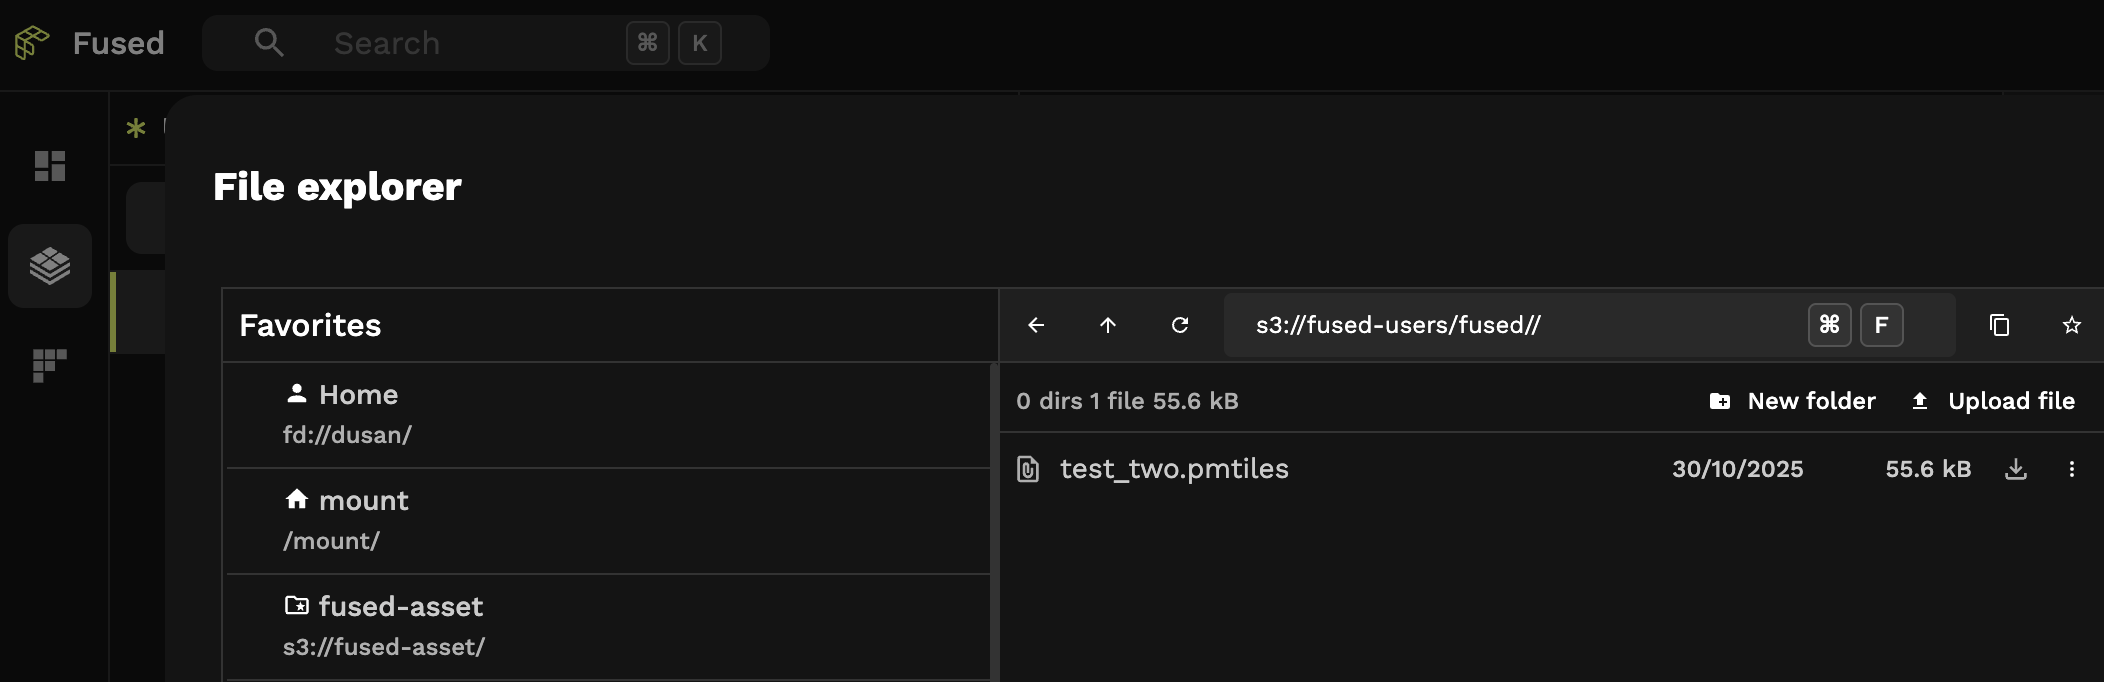 Fused
Search
⌘ K
File explorer
Favorites
s3://fused-users/fused//
⌘ F
Home
fd://dusan/
mount
/mount/
fused-asset
s3://fused-asset/
0 dirs 1 file 55.6 kB
New folder
Upload file
test_two.pmtiles
30/10/2025
55.6 kB